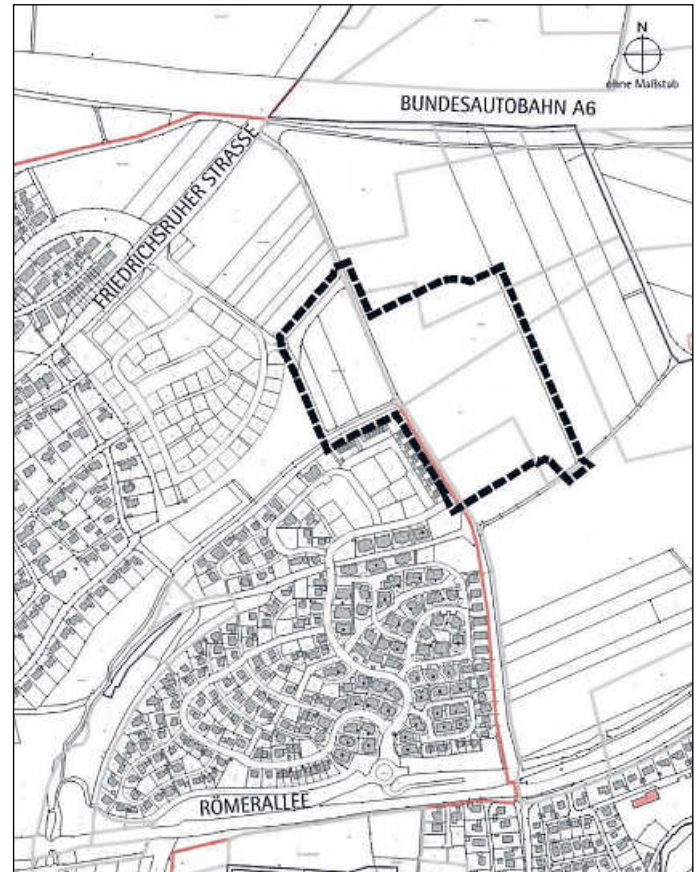 N
ohne Maßstab
BUNDESAUTOBAHN A6
FRIEDRICHSRUHER STRASSE
RÖMERALLEE